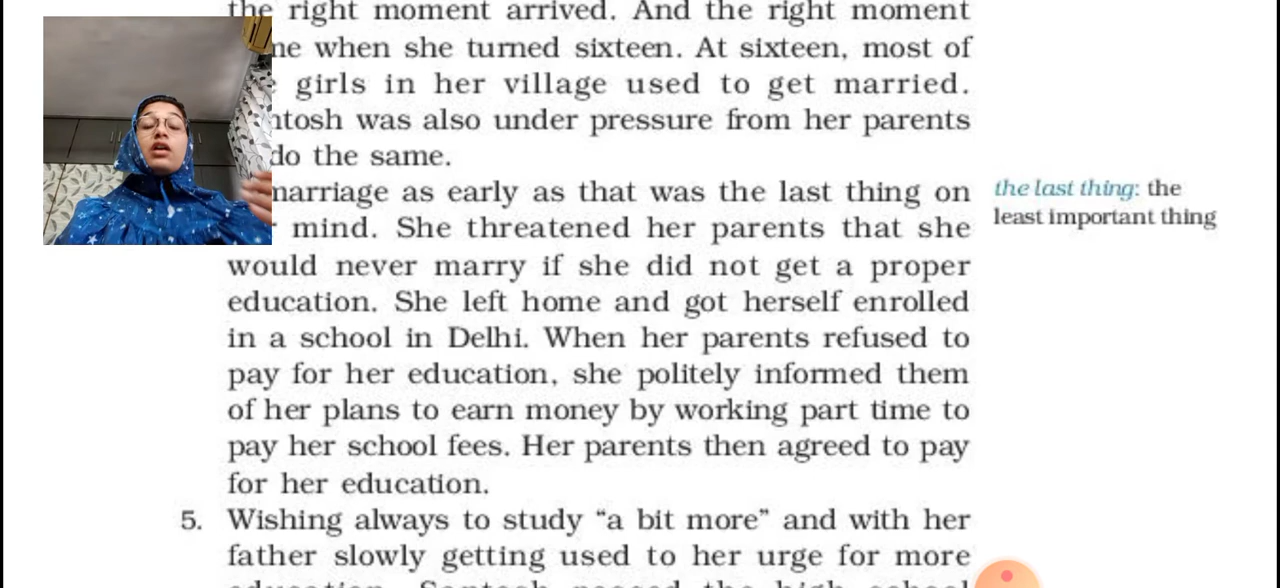 the right moment arrived. And the right moment
ne when she turned sixteen. At sixteen, most of
girls in her village used to get married.
ntosh was also under pressure from her parents
do the same.
marriage as early as that was the last thing on
mind. She threatened her parents that she
would never marry if she did not get a proper
education. She left home and got herself enrolled
in a school in Delhi. When her parents refused to
pay for her education, she politely informed them
of her plans to earn money by working part time to
pay her school fees. Her parents then agreed to pay
for her education.
5. Wishing always to study “a bit more” and with her
father slowly getting used to her urge for more
the last thing: the
least important thing